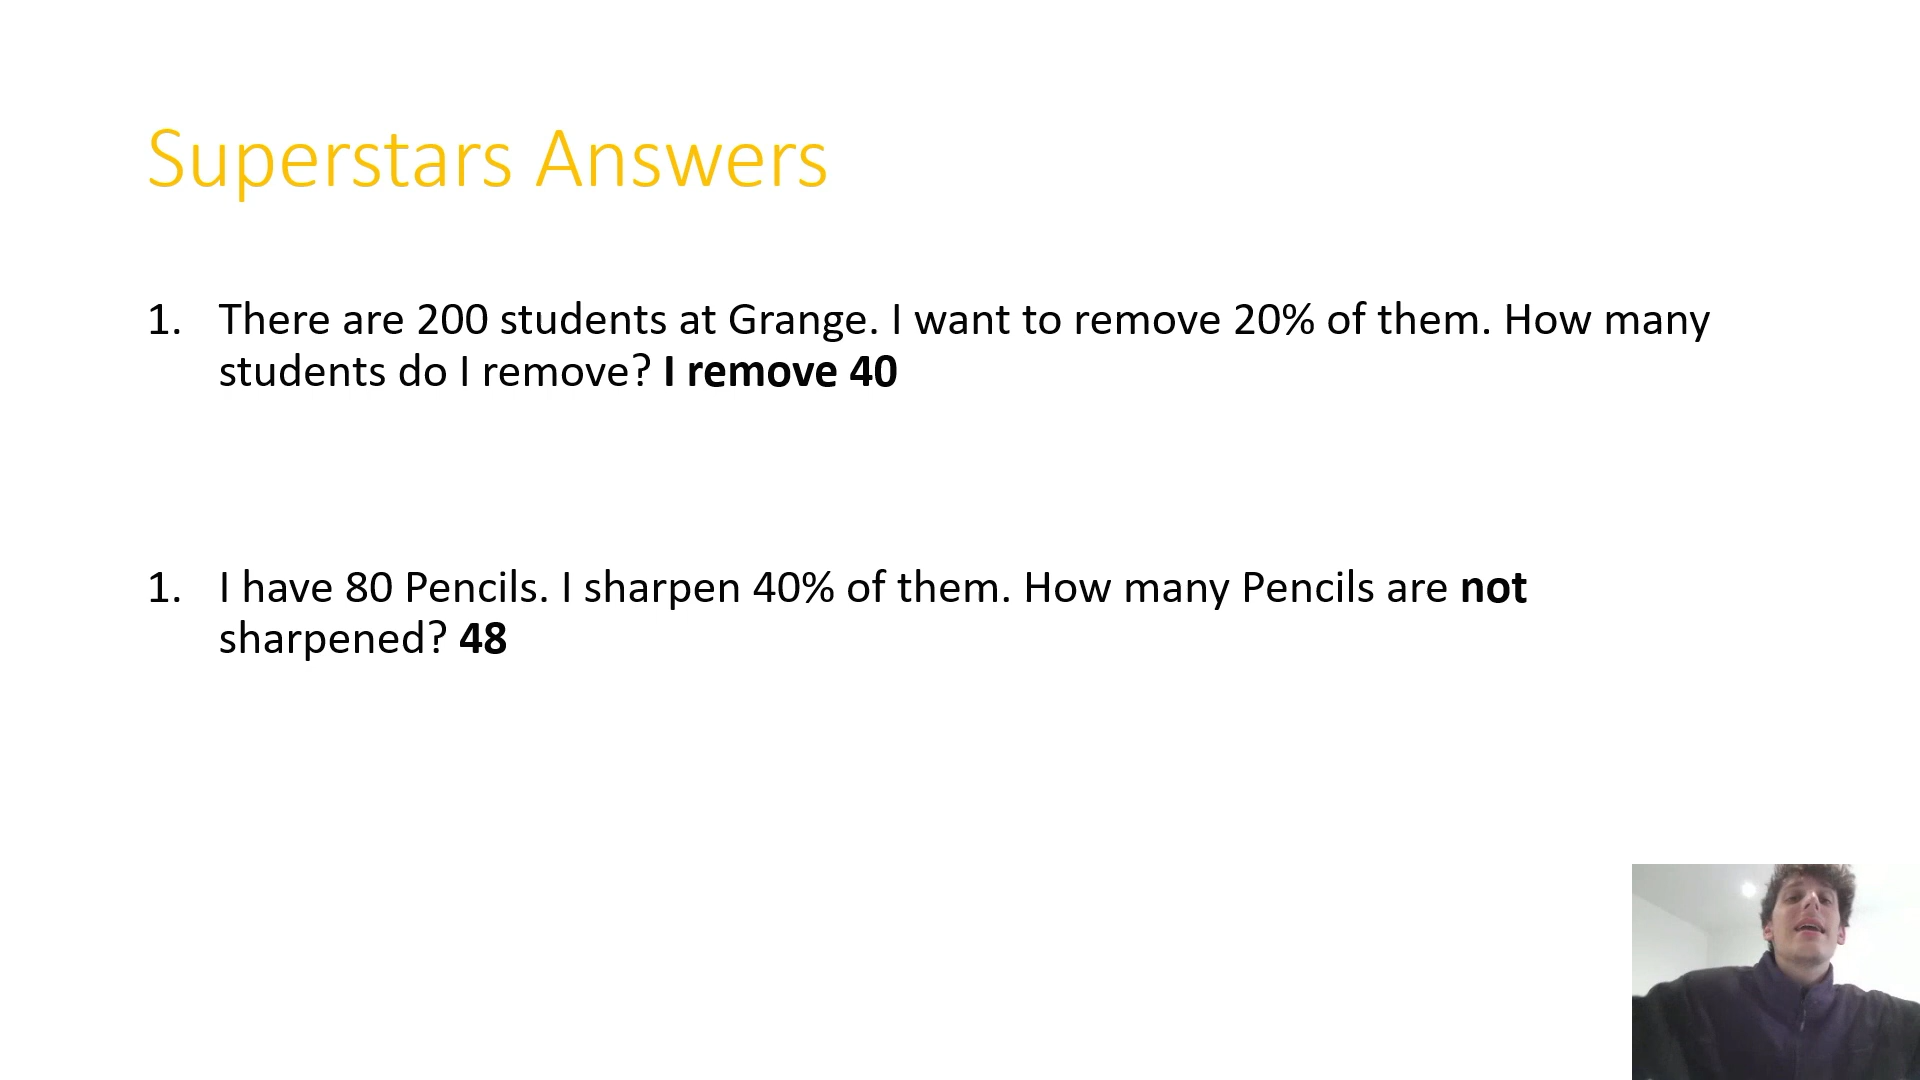 Superstars Answers
1. There are 200 students at Grange. I want to remove 20% of them. How many
students do I remove? I remove 40
1. I have 80 Pencils. I sharpen 40% of them. How many Pencils are not
sharpened? 48